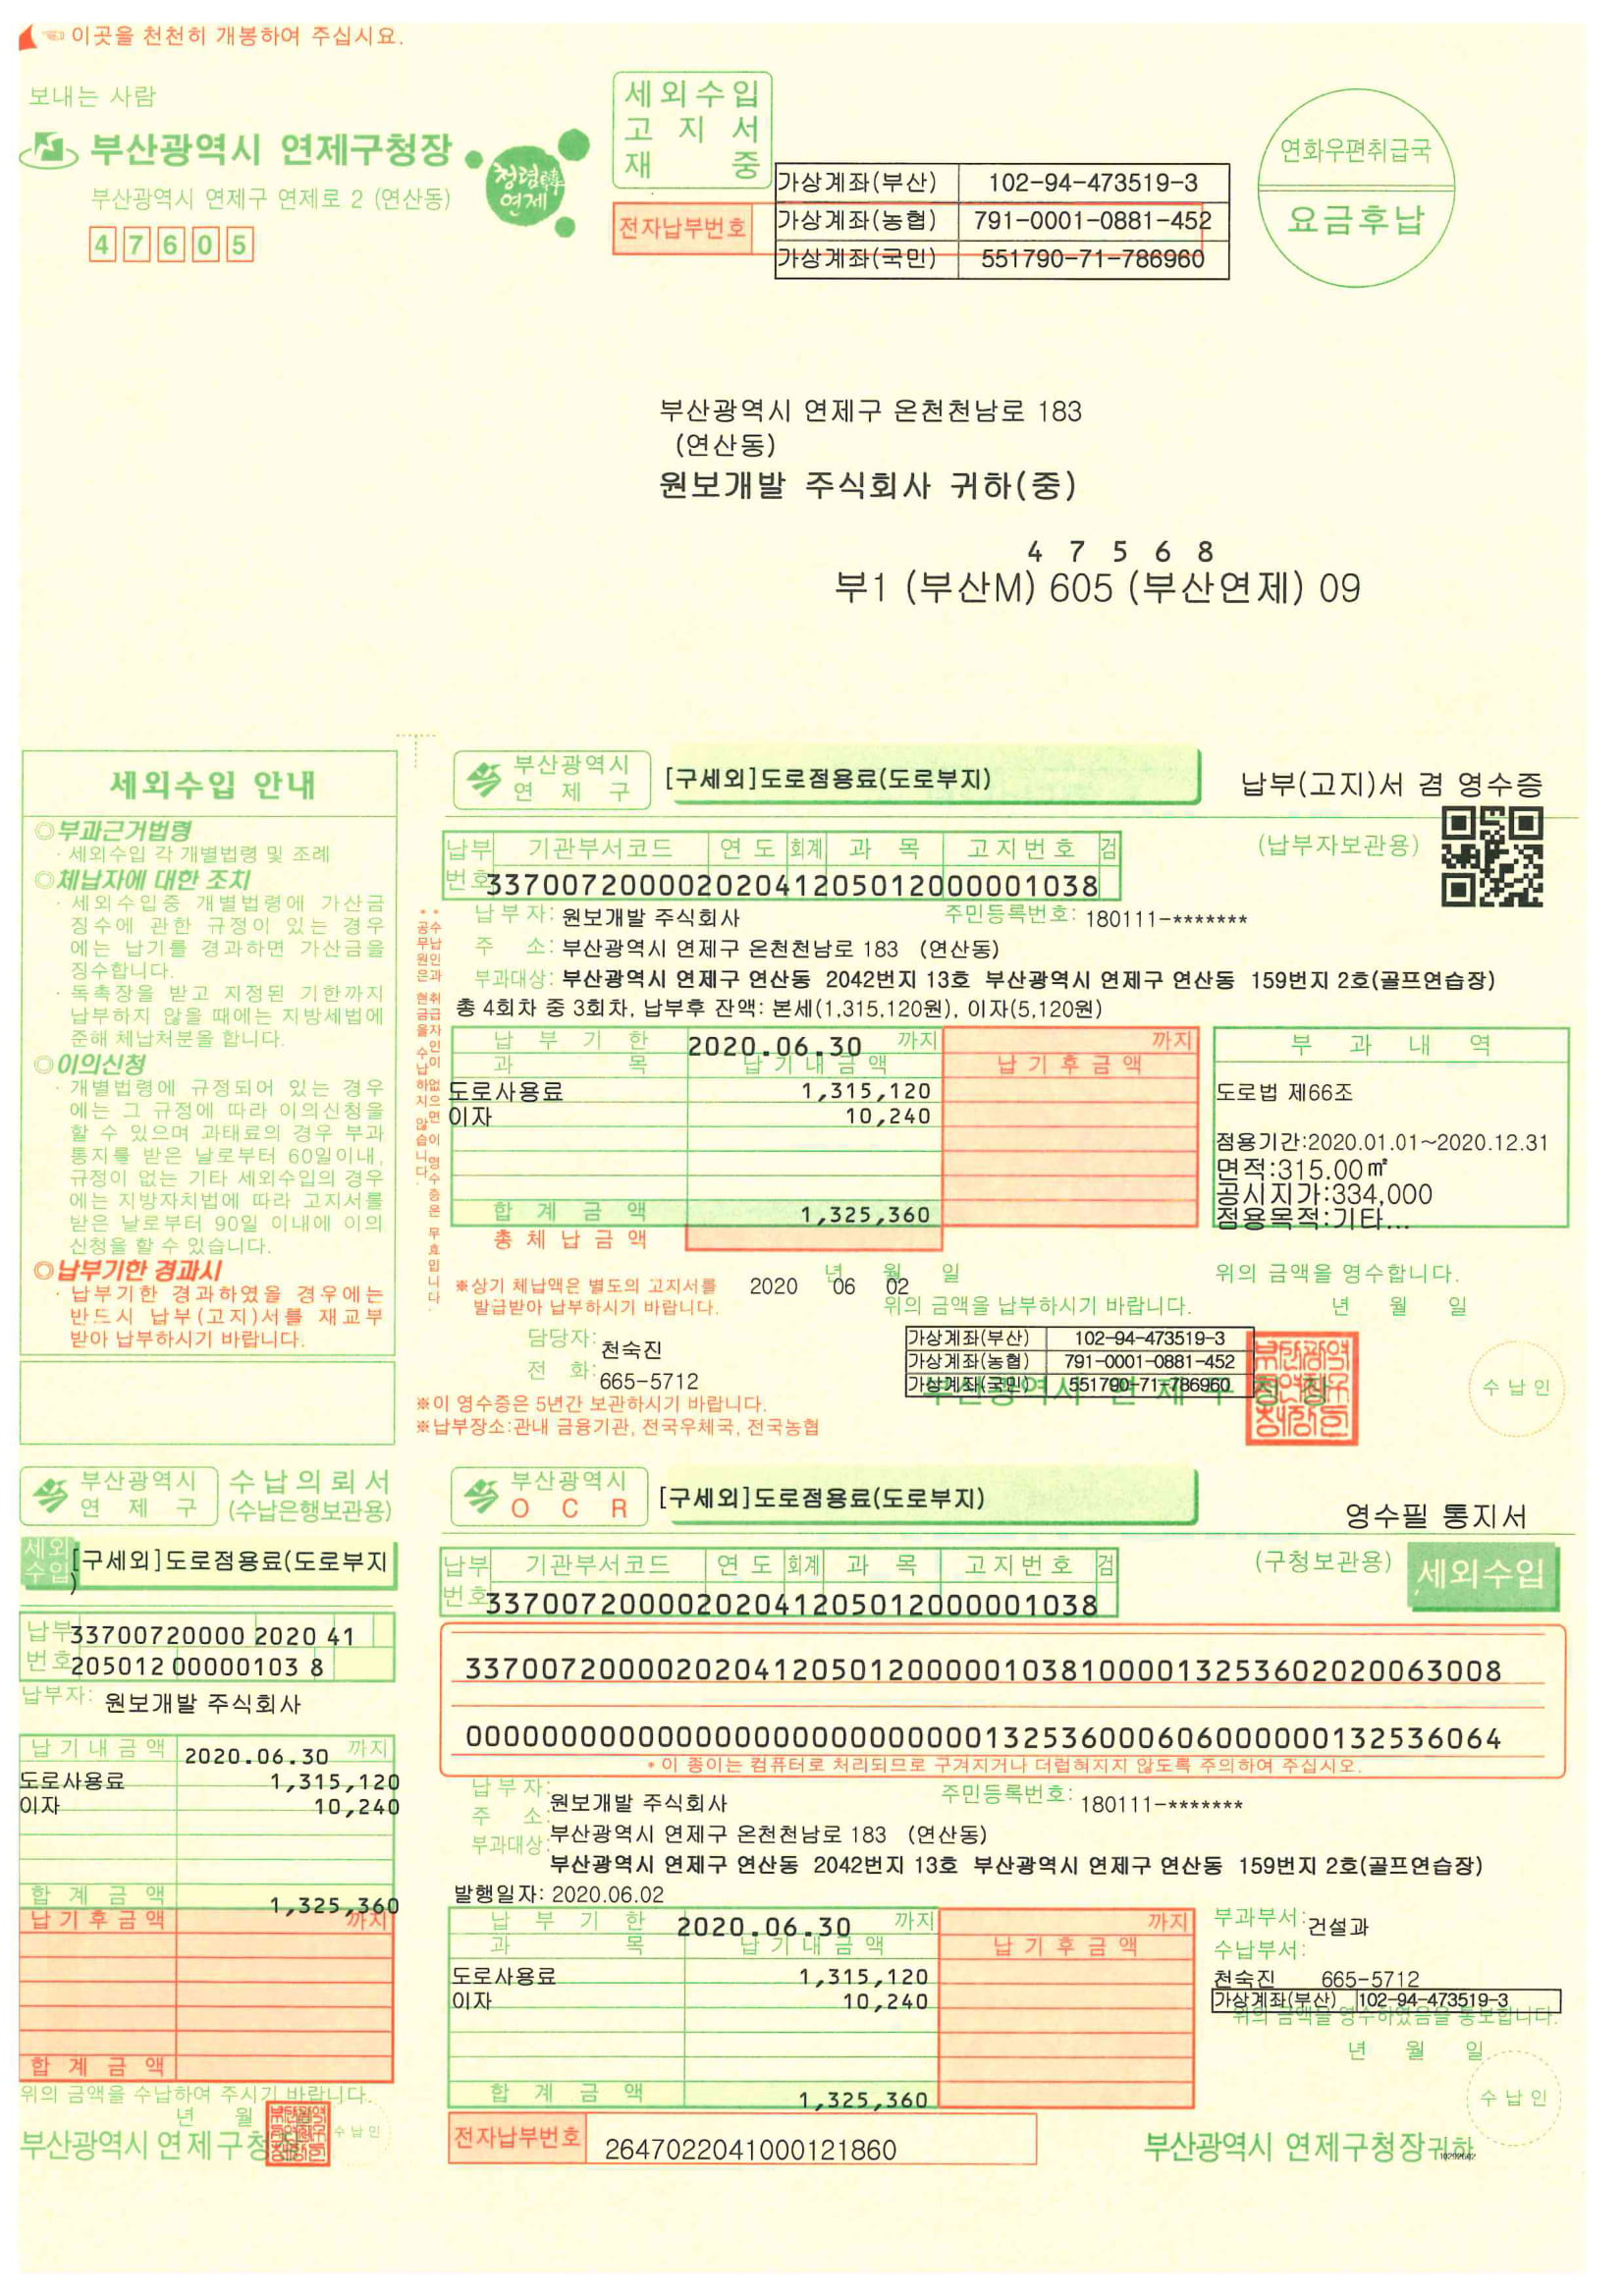 이곳을 천천히 개봉하여 주십시요.
보내는 사람
부산광역시 연제구청장
부산광역시 연제구 연제로 2 (연산동)
4 7 6 0 5
청렴
연제
세외수입
고 지 서
재 중
전자납부번호
가상계좌(부산) 102-94-473519-3
가상계좌(농협) 791-0001-0881-452
가상계좌(국민) 551790-71-786960
연화우편취급국
요금후납
부산광역시 연제구 온천천남로 183
(연산동)
원보개발 주식회사 귀하(중)
4 7 5 6 8
부1 (부산M) 605 (부산연제) 09
세외수입 안내
◎부과근거법령
· 세외수입 각 개별법령 및 조례
◎체납자에 대한 조치
· 세외수입중 개별법령에 가산금
징수에 관한 규정이 있는 경우
에는 납기를 경과하면 가산금을
징수합니다.
· 독촉장을 받고 지정된 기한까지
납부하지 않을 때에는 지방세법에
준해 체납처분을 합니다.
◎이의신청
· 개별법령에 규정되어 있는 경우
에는 그 규정에 따라 이의신청을
할 수 있으며 과태료의 경우 부과
통지를 받은 날로부터 60일이내,
규정이 없는 기타 세외수입의 경우
에는 지방자치법에 따라 고지서를
받은 날로부터 90일 이내에 이의
신청을 할 수 있습니다.
◎납부기한 경과시
· 납부기한 경과하였을 경우에는
반드시 납부(고지)서를 재교부
받아 납부하시기 바랍니다.
*수납인과 취급자인이 없으면 이 영수증은 무효입니다.
*공무원은 현금을 수납하지 않습니다.
부산광역시
연 제 구
[구세외]도로점용료(도로부지)
납부(고지)서 겸 영수증
(납부자보관용)
납부 기관부서코드 연 도 회계 과 목 고지번호 검
번호 3370072000020204120501200000 1038
납 부 자: 원보개발 주식회사 주민등록번호: 180111-*******
주 소: 부산광역시 연제구 온천천남로 183 (연산동)
부과대상: 부산광역시 연제구 연산동 2042번지 13호 부산광역시 연제구 연산동 159번지 2호(골프연습장)
총 4회차 중 3회차, 납부후 잔액: 본세(1,315,120원), 이자(5,120원)
납 부 기 한 2020.06.30 까지 까지
과 목 납 기 내 금 액 납 기 후 금 액
도로사용료 1,315,120
이자 10,240
합 계 금 액 1,325,360
총 체 납 금 액
부 과 내 역
도로법 제66조
점용기간:2020.01.01~2020.12.31
면적:315.00㎡
공시지가:334,000
점용목적:기타...
※상기 체납액은 별도의 고지서를
발급받아 납부하시기 바랍니다.
2020 년 06 월 02 일
위의 금액을 납부하시기 바랍니다.
위의 금액을 영수합니다.
년 월 일
담당자: 천숙진
전 화: 665-5712
가상계좌(부산) 102-94-473519-3
가상계좌(농협) 791-0001-0881-452
가상계좌(국민) 551790-71-786960
부산광역시 연제구청장
수 납 인
※이 영수증은 5년간 보관하시기 바랍니다.
※납부장소:관내 금융기관, 전국우체국, 전국농협
부산광역시
연 제 구
수 납 의 뢰 서
(수납은행보관용)
세외
수입
[구세외]도로점용료(도로부지
)
납부 33700720000 2020 41
번호 205012 00000103 8
납부자: 원보개발 주식회사
납 기 내 금 액 2020.06.30 까지
도로사용료 1,315,120
이자 10,240
합 계 금 액 1,325,360
납 기 후 금 액 까지
합 계 금 액
위의 금액을 수납하여 주시기 바랍니다.
년 월
수 납 인
부산광역시 연제구청장
부산광역시
O C R
[구세외]도로점용료(도로부지)
영수필 통지서
(구청보관용)
세외수입
납부 기관부서코드 연 도 회계 과 목 고지번호 검
번호 33700720000202041205012000001038
337007200002020412050120000010381000013253602020063008
000000000000000000000000000132536000606000000132536064
* 이 종이는 컴퓨터로 처리되므로 구겨지거나 더럽혀지지 않도록 주의하여 주십시오.
납 부 자: 원보개발 주식회사 주민등록번호: 180111-*******
주 소: 부산광역시 연제구 온천천남로 183 (연산동)
부과대상: 부산광역시 연제구 연산동 2042번지 13호 부산광역시 연제구 연산동 159번지 2호(골프연습장)
발행일자: 2020.06.02
납 부 기 한 2020.06.30 까지 까지
과 목 납 기 내 금 액 납 기 후 금 액
도로사용료 1,315,120
이자 10,240
합 계 금 액 1,325,360
부과부서: 건설과
수납부서:
천숙진 665-5712
가상계좌(부산) 102-94-473519-3
위의 금액을 영수하였음을 통보합니다.
년 월 일
수 납 인
전자납부번호 2647022041000121860
부산광역시 연제구청장귀하